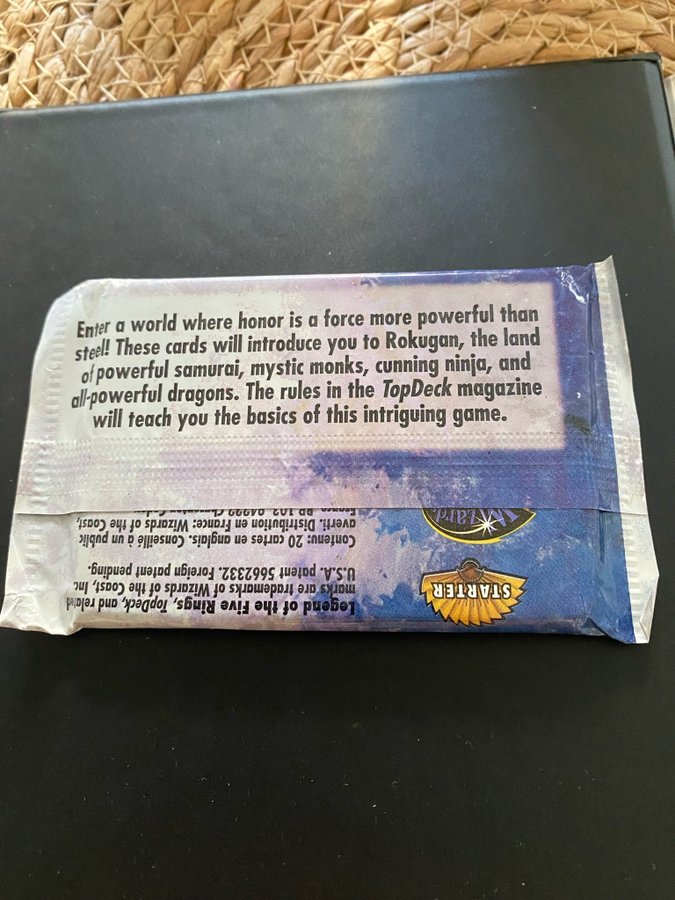 Enter a world where honor is a force more powerful than
steel! These cards will introduce you to Rokugan, the land
of powerful samurai, mystic monks, cunning ninja, and
all-powerful dragons. The rules in the TopDeck magazine
will teach you the basics of this intriguing game.
STARTER
Legend of the Five Rings, TopDeck, and related
marks are trademarks of Wizards of the Coast, Inc
U.S.A. patent 5662332. Foreign patent pending.
Contenu: 20 cartes en anglais. Conseillé à un public
averti. Distribution en France: Wizards of the Coast,
Wizards